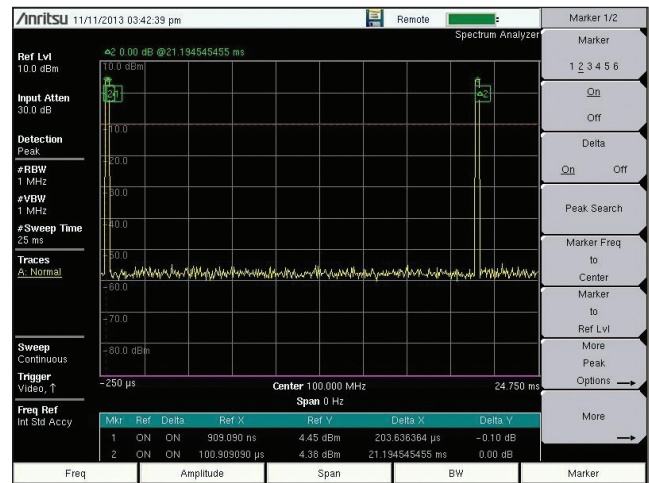 /inritsu 11/11/2013 03:42:39 pm
Remote
Marker 1/2
Spectrum Analyzer
Ref Lvl
10.0 dBm
Input Atten
30.0 dB
Detection
Peak
#RBW
1 MHz
#VBW
1 MHz
#Sweep Time
25 ms
Traces
A: Normal
Sweep
Continuous
Trigger
Video, ↑
Freq Ref
Int Std Accy
Δ2 0.00 dB @21.194545455 ms
10.0 dBm
-10.0
-20.0
-30.0
-40.0
-50.0
-60.0
-70.0
-80.0 dBm
Δ2
-250 µs
Center 100.000 MHz
24.750 ms
Span 0 Hz
Mkr Ref Delta Ref X Ref Y Delta X Delta Y
1 ON ON 909.090 ns 4.45 dBm 203.636364 µs -0.10 dB
2 ON ON 100.909090 µs 4.38 dBm 21.194545455 ms 0.00 dB
Marker
1 2 3 4 5 6
On
Off
Delta
On Off
Peak Search
Marker Freq
to
Center
Marker
to
Ref Lvl
More
Peak
Options
More
Freq
Amplitude
Span
BW
Marker